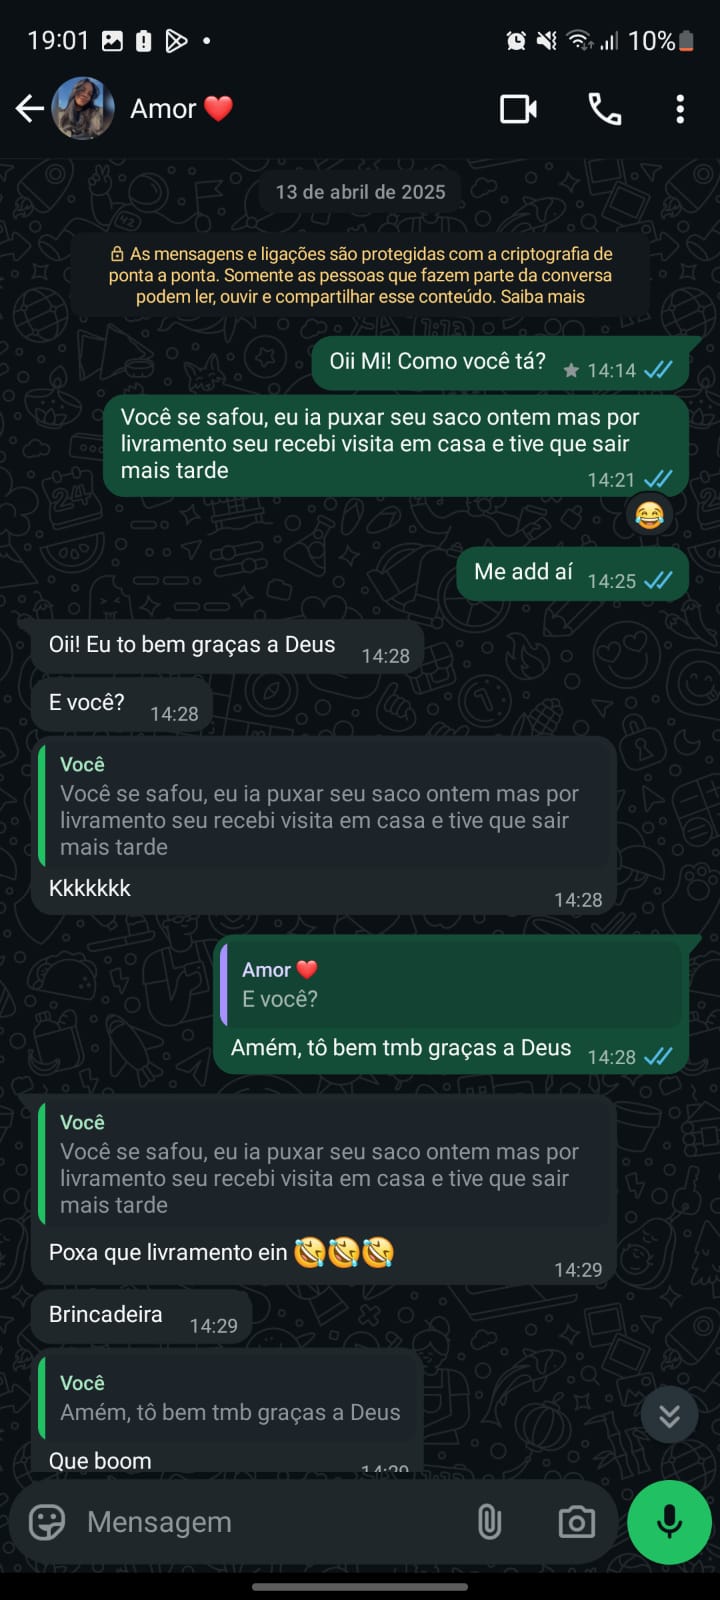 19:01
10%
Amor ❤️
13 de abril de 2025
As mensagens e ligações são protegidas com a criptografia de
ponta a ponta. Somente as pessoas que fazem parte da conversa
podem ler, ouvir e compartilhar esse conteúdo. Saiba mais
Oii Mi! Como você tá?
14:14
Você se safou, eu ia puxar seu saco ontem mas por
livramento seu recebi visita em casa e tive que sair
mais tarde
14:21
😂
Me add aí
14:25
Oii! Eu to bem graças a Deus
14:28
E você?
14:28
Você
Você se safou, eu ia puxar seu saco ontem mas por
livramento seu recebi visita em casa e tive que sair
mais tarde
Kkkkkkk
14:28
Amor ❤️
E você?
Amém, tô bem tmb graças a Deus
14:28
Você
Você se safou, eu ia puxar seu saco ontem mas por
livramento seu recebi visita em casa e tive que sair
mais tarde
Poxa que livramento ein 🤣🤣🤣
14:29
Brincadeira
14:29
Você
Amém, tô bem tmb graças a Deus
Que boom
14:29
Mensagem